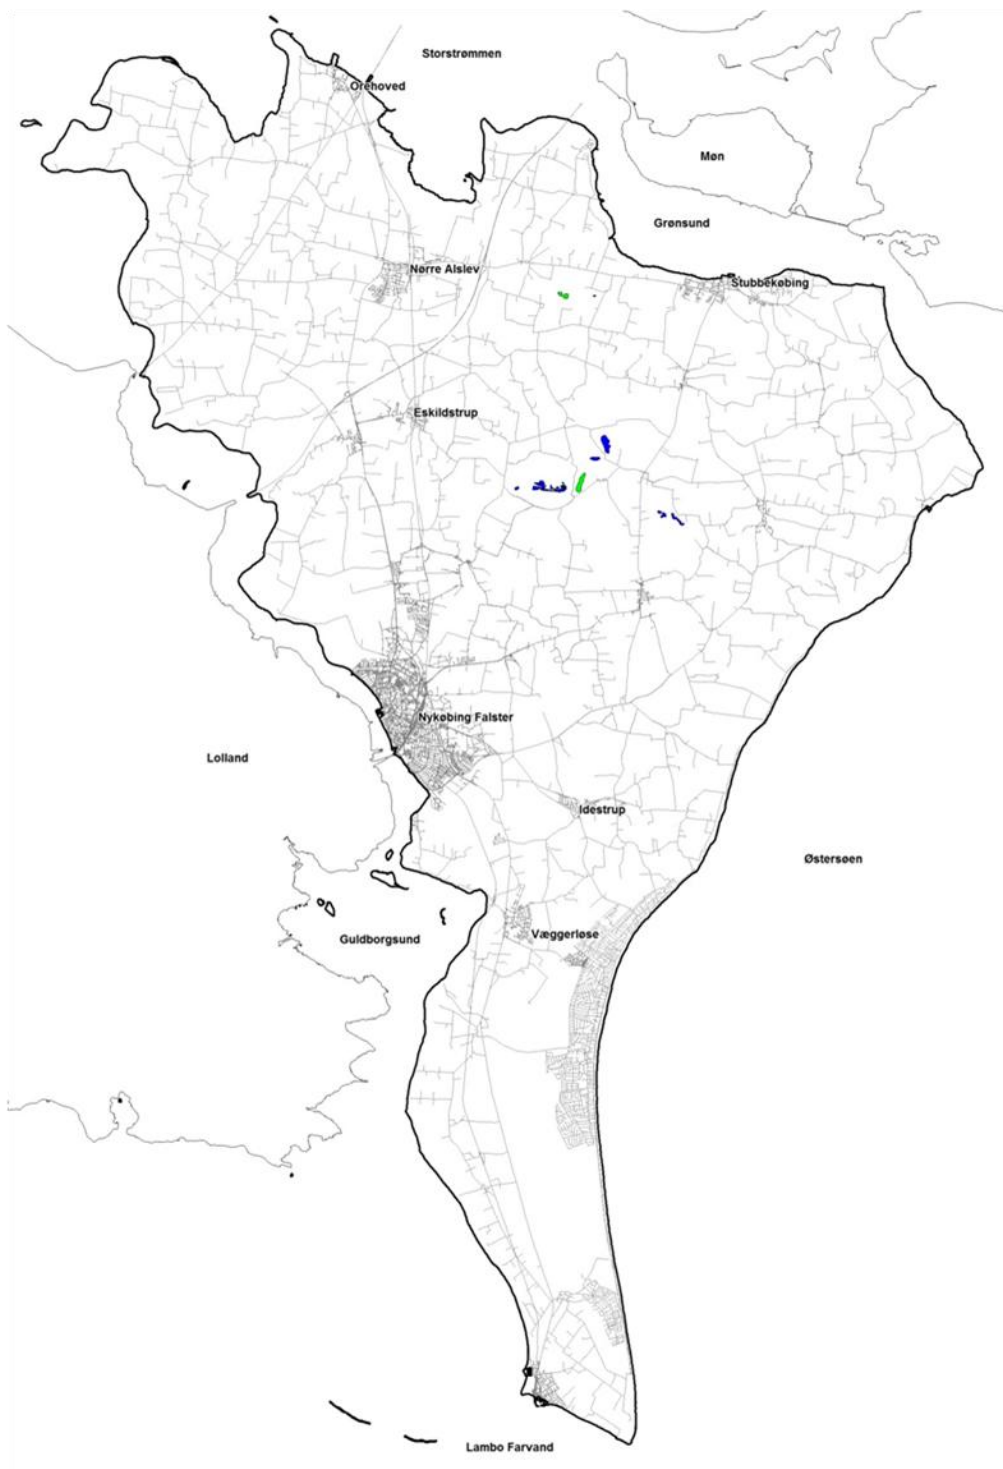 Storstrømmen
Orehoved
Møn
Grønsund
Nørre Alslev
Stubbekøbing
Eskildstrup
Nykøbing Falster
Lolland
Idestrup
Østersøen
Væggerløse
Guldborgsund
Lambo Farvand